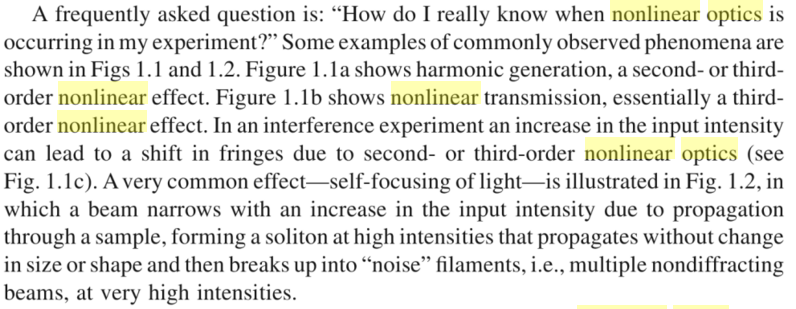 A frequently asked question is: “How do I really know when nonlinear optics is
occurring in my experiment?” Some examples of commonly observed phenomena are
shown in Figs 1.1 and 1.2. Figure 1.1a shows harmonic generation, a second- or third-
order nonlinear effect. Figure 1.1b shows nonlinear transmission, essentially a third-
order nonlinear effect. In an interference experiment an increase in the input intensity
can lead to a shift in fringes due to second- or third-order nonlinear optics (see
Fig. 1.1c). A very common effect—self-focusing of light—is illustrated in Fig. 1.2, in
which a beam narrows with an increase in the input intensity due to propagation
through a sample, forming a soliton at high intensities that propagates without change
in size or shape and then breaks up into “noise” filaments, i.e., multiple nondiffracting
beams, at very high intensities.